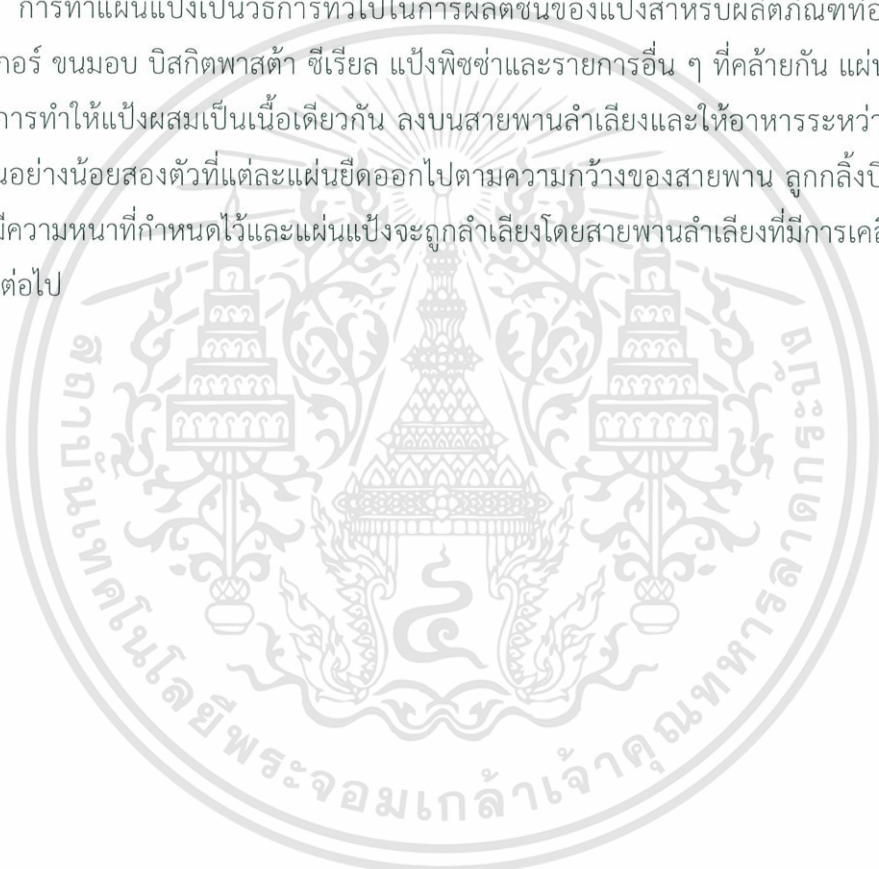 การทำแผ่นแป้งเป็นวิธีการทั่วไปในการผลิตชิ้นของแป้งสำหรับผลิตภัณฑ์
กอร์ ขนมอบ บิสกิตพาสต้า ซีเรียล แป้งพิซซ่าและรายการอื่น ๆ ที่คล้ายกัน
การทำให้แป้งผสมเป็นเนื้อเดียวกัน ลงบนสายพานลำเลียงและให้อาหารระหว่า
นอย่างน้อยสองตัวที่แต่ละแผ่นยืดออกไปตามความกว้างของสายพาน ลูกกลิ้ง
มีความหนาที่กำหนดไว้และแผ่นแป้งจะถูกลำเลียงโดยสายพานลำเลียงที่มีการ
ต่อไป
สถาบันเทคโนโลยีพระจอมเกล้าเจ้าคุณทหารลาดกระบัง